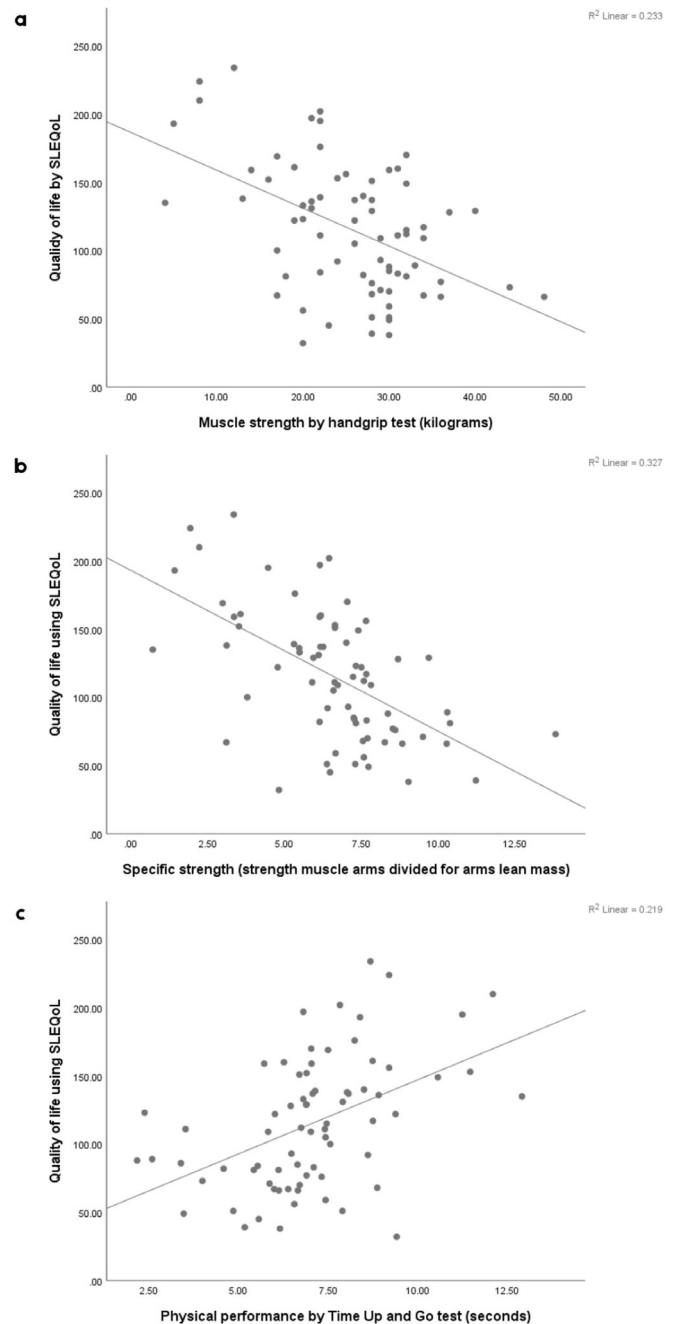 a
R2 Linear = 0.233
250.00
200.00
150.00
100.00
50.00
.00
Qualidy of life by SLEQoL
.00 10.00 20.00 30.00 40.00 50.00
Muscle strength by handgrip test (kilograms)
b
R2 Linear = 0.327
250.00
200.00
150.00
100.00
50.00
.00
Quality of life using SLEQoL
.00 2.50 5.00 7.50 10.00 12.50
Specific strength (strength muscle arms divided for arms lean mass)
c
R2 Linear = 0.219
250.00
200.00
150.00
100.00
50.00
.00
Quality of life using SLEQoL
2.50 5.00 7.50 10.00 12.50
Physical performance by Time Up and Go test (seconds)